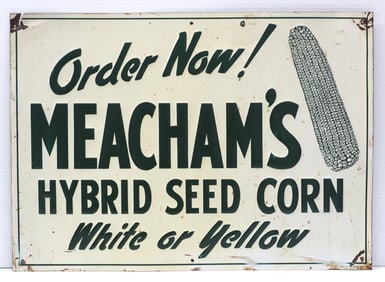 Order Now!
MEACHAM'S
HYBRID SEED CORN
White or Yellow